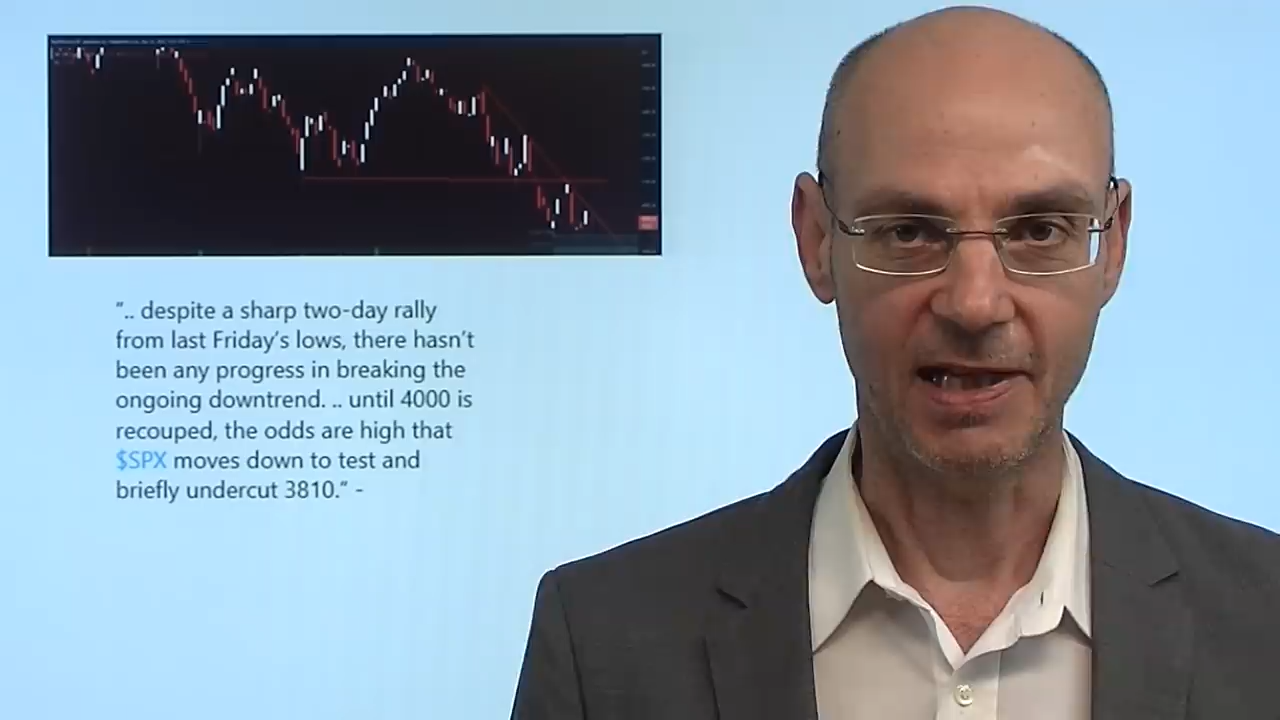 ".. despite a sharp two-day rally
from last Friday's lows, there hasn't
been any progress in breaking the
ongoing downtrend. .. until 4000 is
recouped, the odds are high that
$SPX moves down to test and
briefly undercut 3810." -